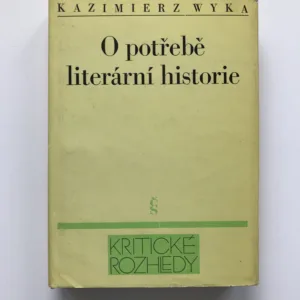 KAZIMIERZ WYKA
O potřebě
literární historie
KRITICKÉ
ROZHLEDY